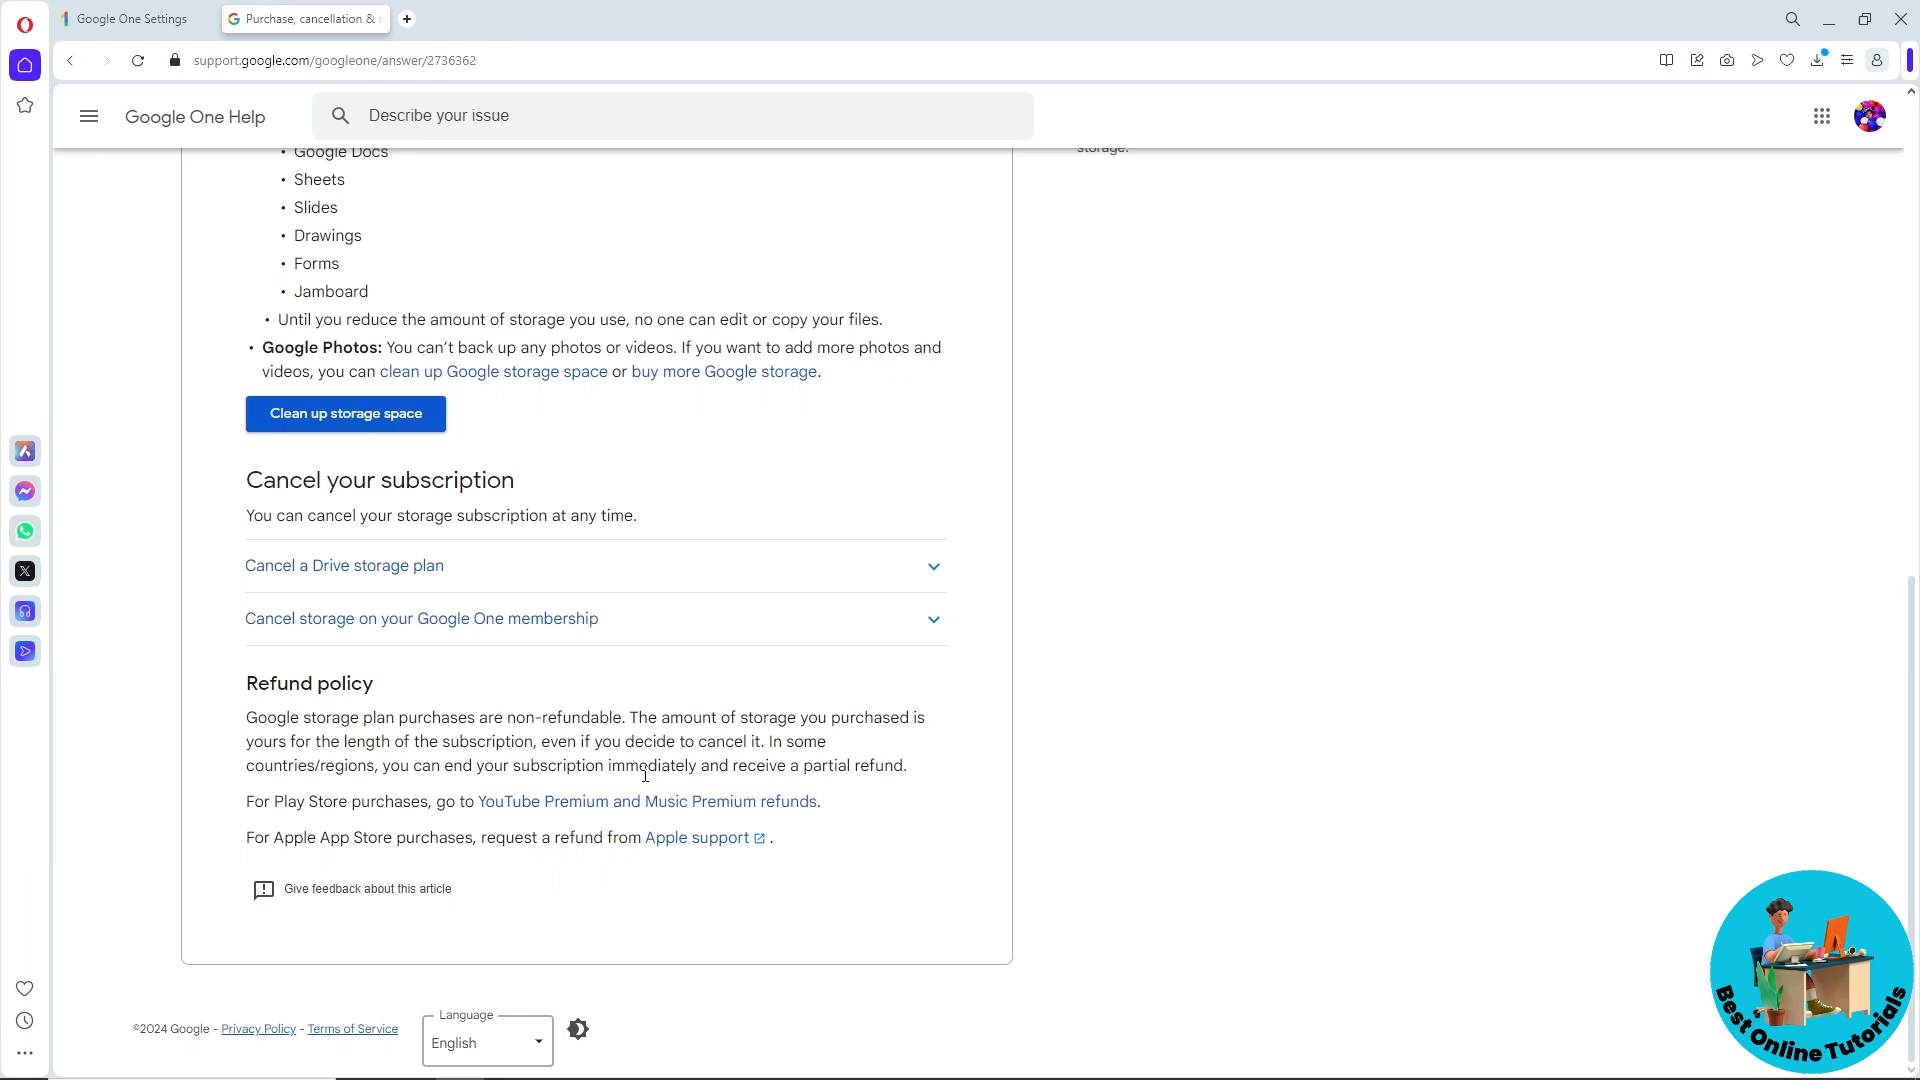 Google One Settings
Purchase, cancellation &
support.google.com/googleone/answer/2736362
Google One Help
Describe your issue
storage.
• Google Docs
• Sheets
• Slides
• Drawings
• Forms
• Jamboard
• Until you reduce the amount of storage you use, no one can edit or copy your files.
• Google Photos: You can't back up any photos or videos. If you want to add more photos and
videos, you can clean up Google storage space or buy more Google storage.
Clean up storage space
Cancel your subscription
You can cancel your storage subscription at any time.
Cancel a Drive storage plan
Cancel storage on your Google One membership
Refund policy
Google storage plan purchases are non-refundable. The amount of storage you purchased is
yours for the length of the subscription, even if you decide to cancel it. In some
countries/regions, you can end your subscription immediately and receive a partial refund.
For Play Store purchases, go to YouTube Premium and Music Premium refunds.
For Apple App Store purchases, request a refund from Apple support .
Give feedback about this article
©2024 Google - Privacy Policy - Terms of Service
Language
English
Best Online Tutorials